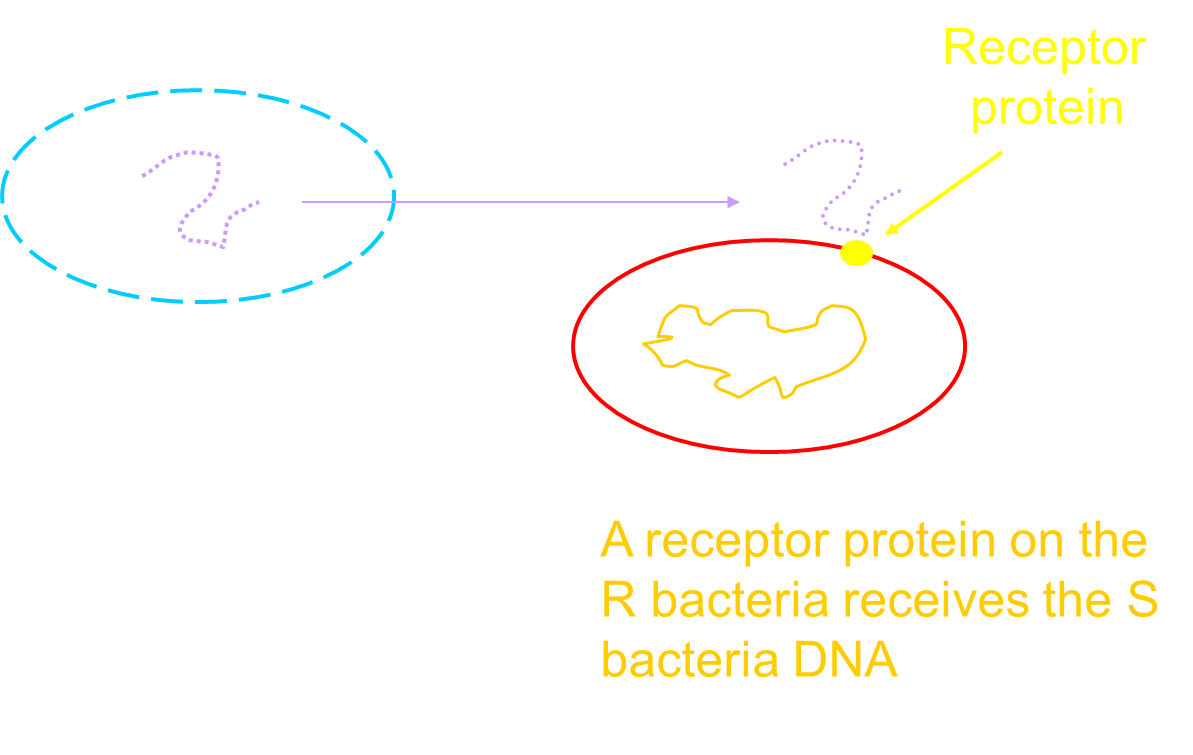 Receptor
protein
A receptor protein on the
R bacteria receives the S
bacteria DNA